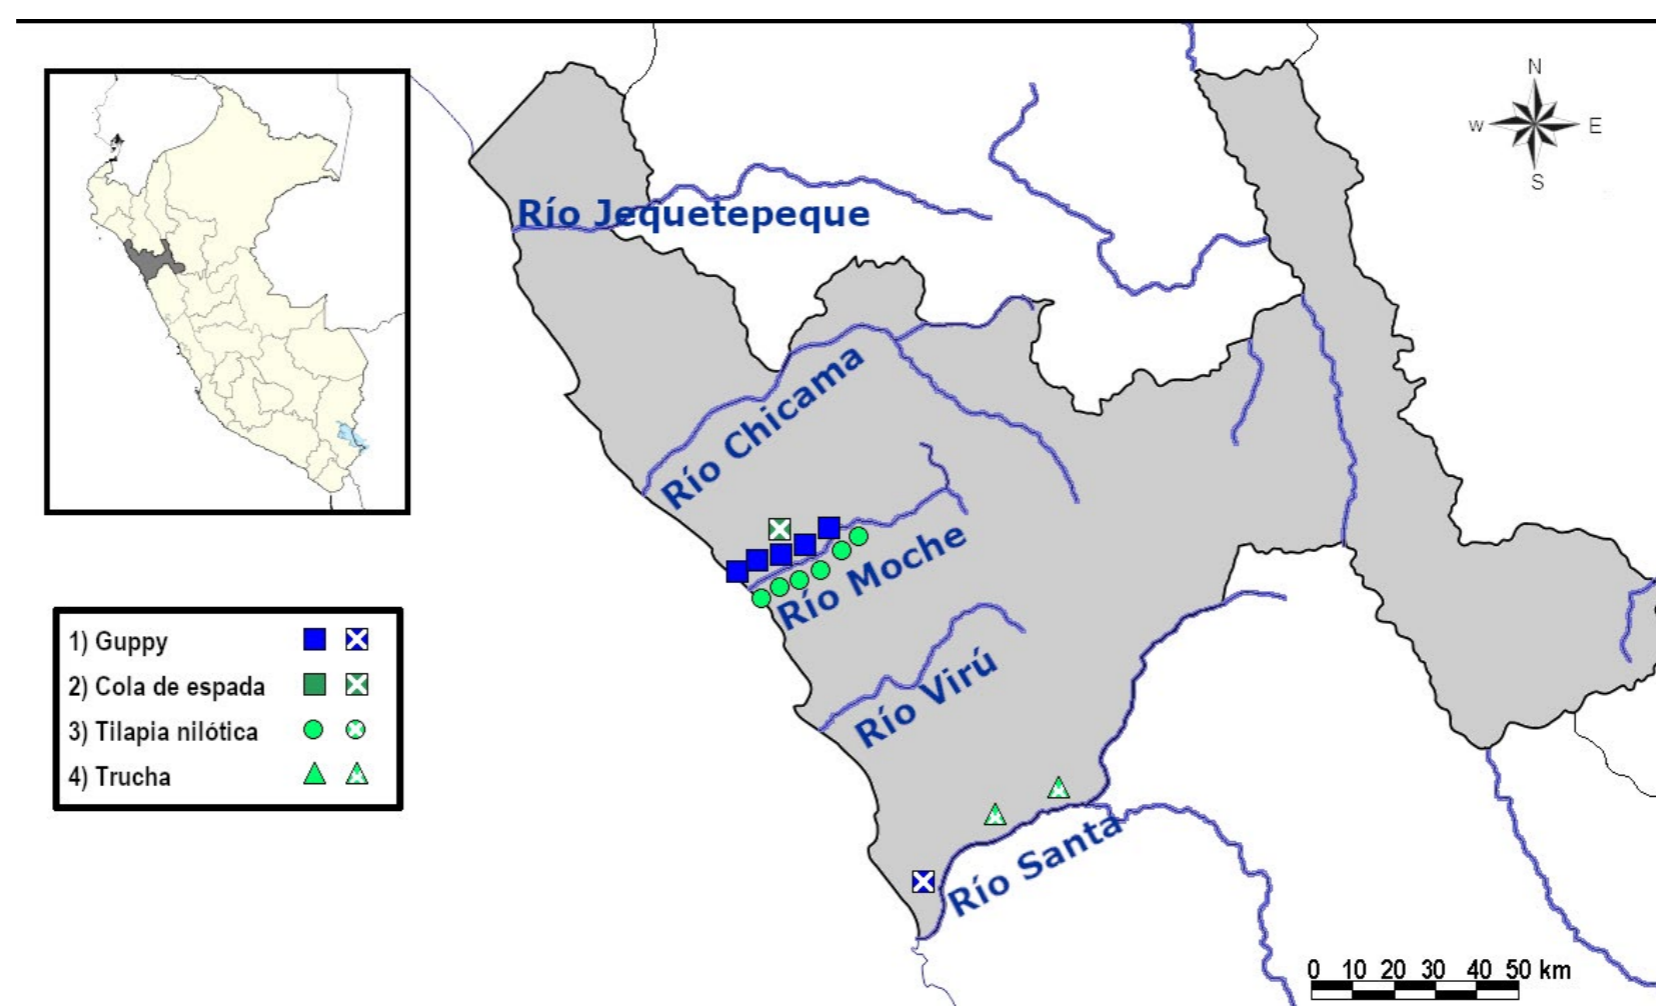 N
W E
S
Río Jequetepeque
Río Chicama
Río Moche
Río Virú
Río Santa
1) Guppy
2) Cola de espada
3) Tilapia nilótica
4) Trucha
0 10 20 30 40 50 km